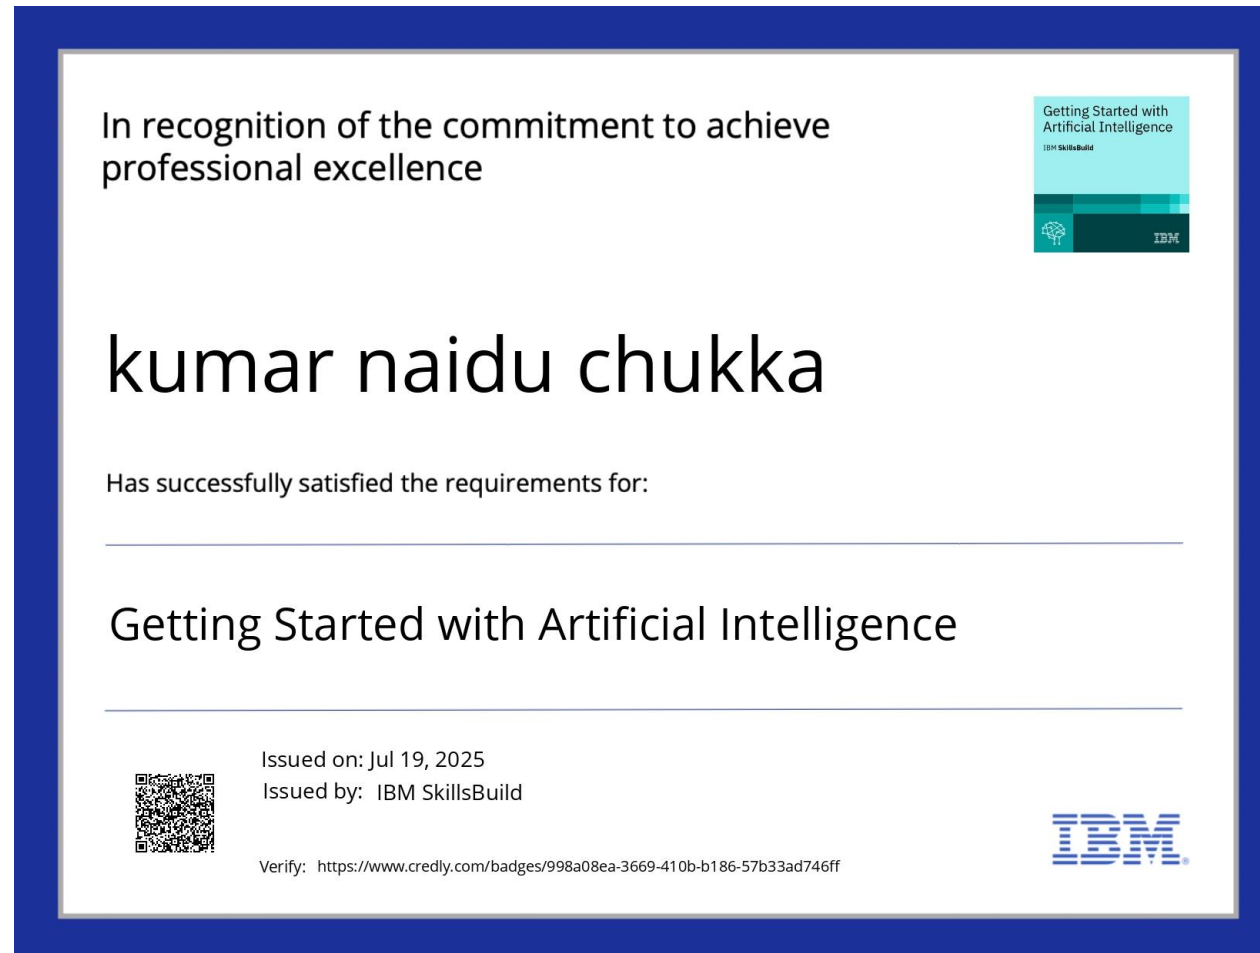 In recognition of the commitment to achieve
professional excellence
Getting Started with
Artificial Intelligence
IBM SkillsBuild
IBM
kumar naidu chukka
Has successfully satisfied the requirements for:
Getting Started with Artificial Intelligence
Issued on: Jul 19, 2025
Issued by: IBM SkillsBuild
Verify: https://www.credly.com/badges/998a08ea-3669-410b-b186-57b33ad746ff
IBM®